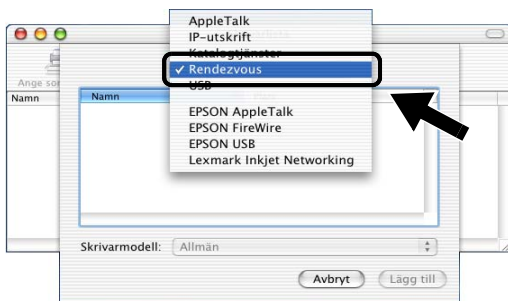 AppleTalk
IP-utskrift
Katalogtjänster
✓ Rendezvous
USB
EPSON AppleTalk
EPSON FireWire
EPSON USB
Lexmark Inkjet Networking
Ange
Namn
Namn
Skrivarmodell: Allmän
Avbryt Lägg till